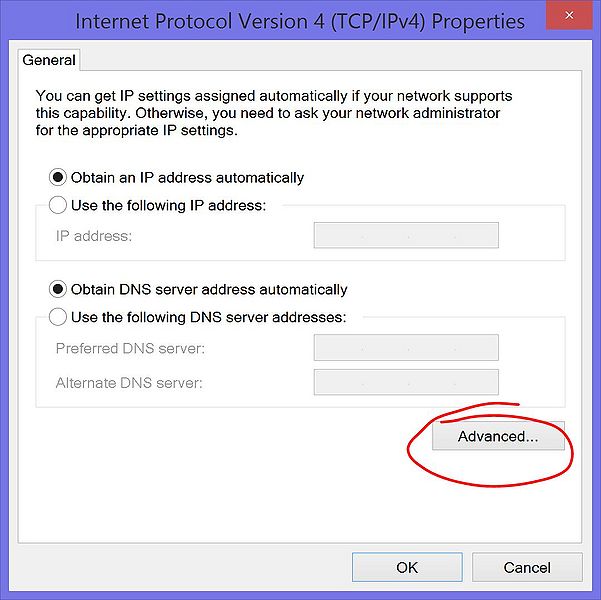 Internet Protocol Version 4 (TCP/IPv4) Properties
General
You can get IP settings assigned automatically if your network supports
this capability. Otherwise, you need to ask your network administrator
for the appropriate IP settings.
Obtain an IP address automatically
Use the following IP address:
IP address:
Obtain DNS server address automatically
Use the following DNS server addresses:
Preferred DNS server:
Alternate DNS server:
Advanced...
OK
Cancel